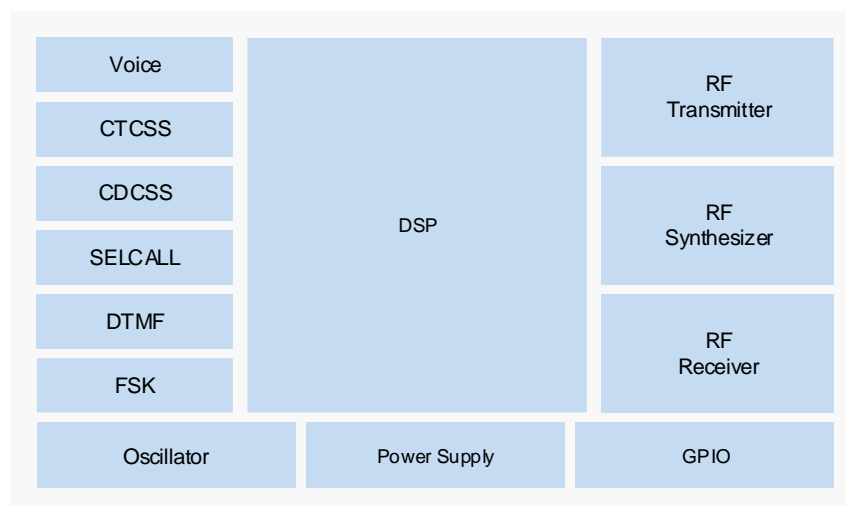 Voice
CTCSS
CDCSS
SELCALL
DTMF
FSK
DSP
RF
Transmitter
RF
Synthesizer
RF
Receiver
Oscillator
Power Supply
GPIO